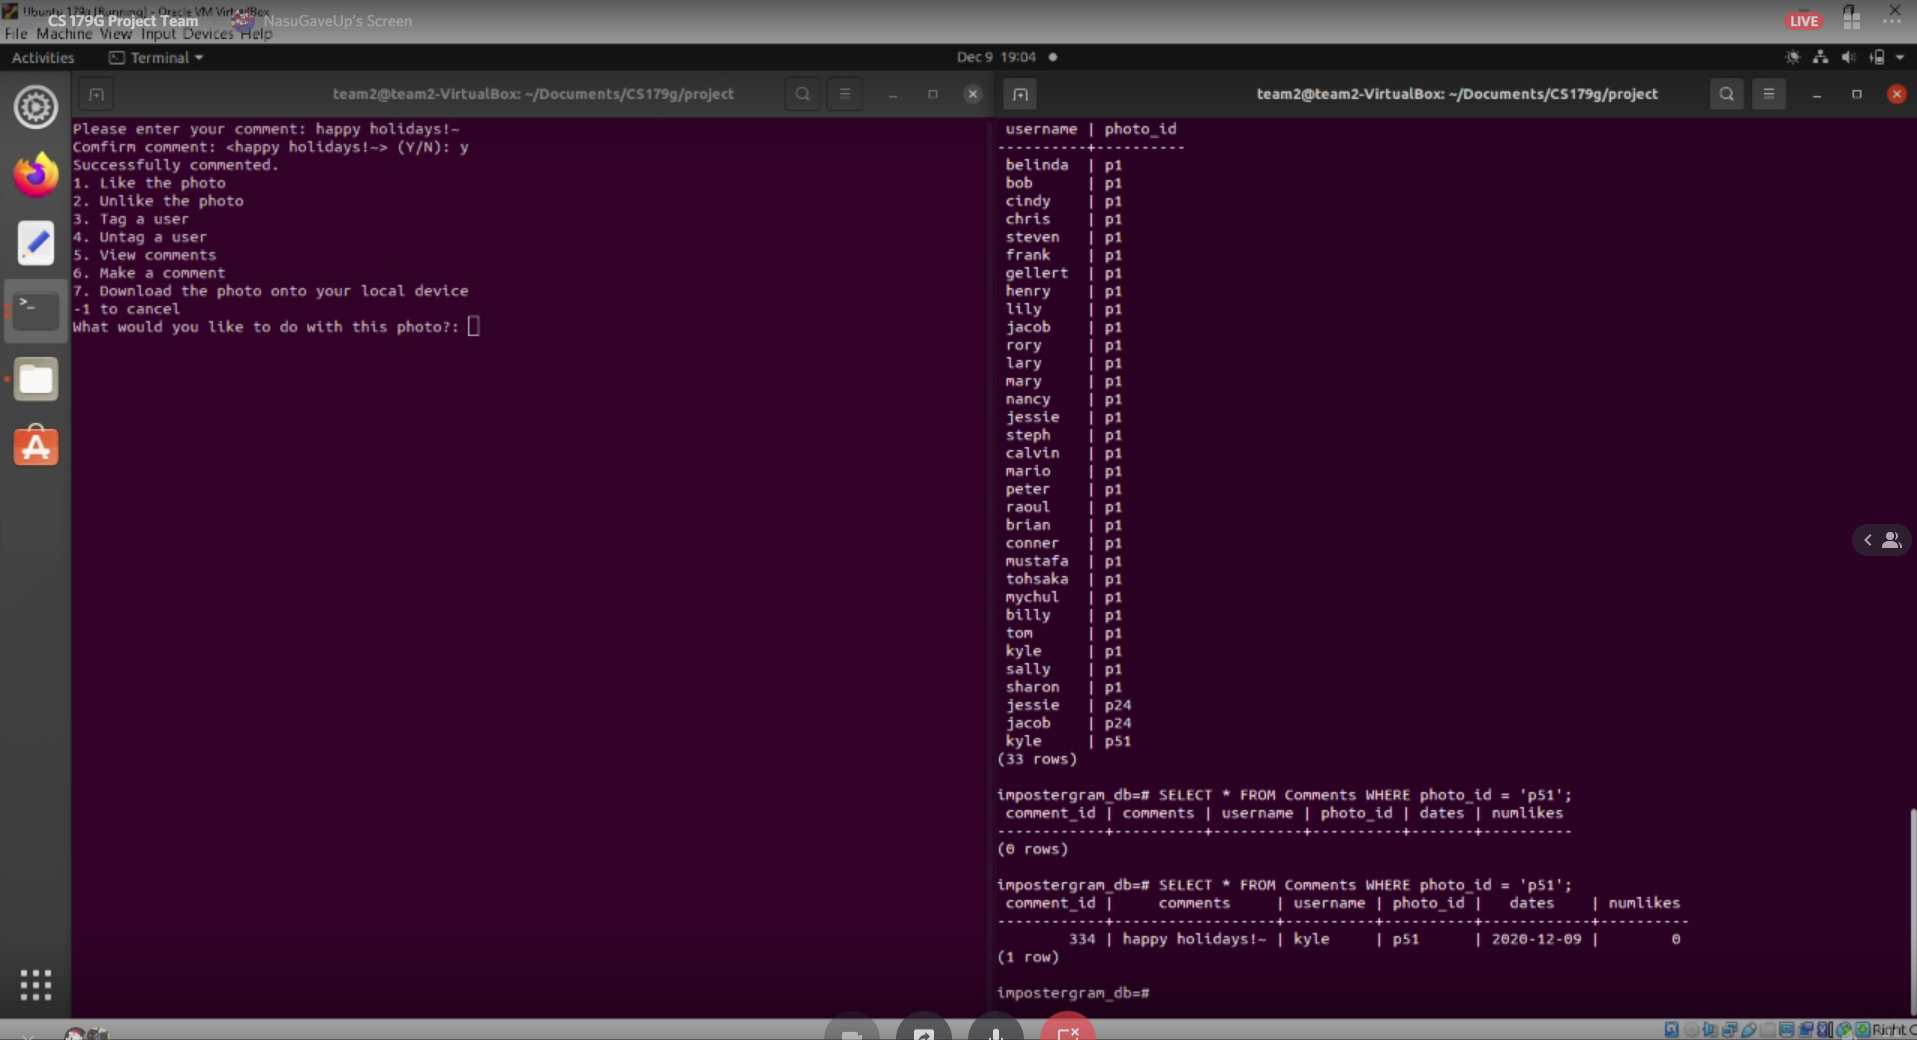 Ubuntu 179g [Running] - Oracle VM VirtualBox
CS 179G Project Team
NasuGaveUp's Screen
LIVE
File Machine View Input Devices Help
Activities
Terminal
Dec 9 19:04
team2@team2-VirtualBox: ~/Documents/CS179g/project
Please enter your comment: happy holidays!~
Comfirm comment: <happy holidays!~> (Y/N): y
Successfully commented.
1. Like the photo
2. Unlike the photo
3. Tag a user
4. Untag a user
5. View comments
6. Make a comment
7. Download the photo onto your local device
-1 to cancel
What would you like to do with this photo?:
team2@team2-VirtualBox: ~/Documents/CS179g/project
username | photo_id
----------+----------
belinda | p1
bob | p1
cindy | p1
chris | p1
steven | p1
frank | p1
gellert | p1
henry | p1
lily | p1
jacob | p1
rory | p1
lary | p1
mary | p1
nancy | p1
jessie | p1
steph | p1
calvin | p1
mario | p1
peter | p1
raoul | p1
brian | p1
conner | p1
mustafa | p1
tohsaka | p1
mychul | p1
billy | p1
tom | p1
kyle | p1
sally | p1
sharon | p1
jessie | p24
jacob | p24
kyle | p51
(33 rows)
impostergram_db=# SELECT * FROM Comments WHERE photo_id = 'p51';
comment_id | comments | username | photo_id | dates | numlikes
------------+----------+----------+----------+-------+----------
(0 rows)
impostergram_db=# SELECT * FROM Comments WHERE photo_id = 'p51';
comment_id | comments | username | photo_id | dates | numlikes
------------+------------------+----------+----------+------------+----------
334 | happy holidays!~ | kyle | p51 | 2020-12-09 | 0
(1 row)
impostergram_db=#
Right C